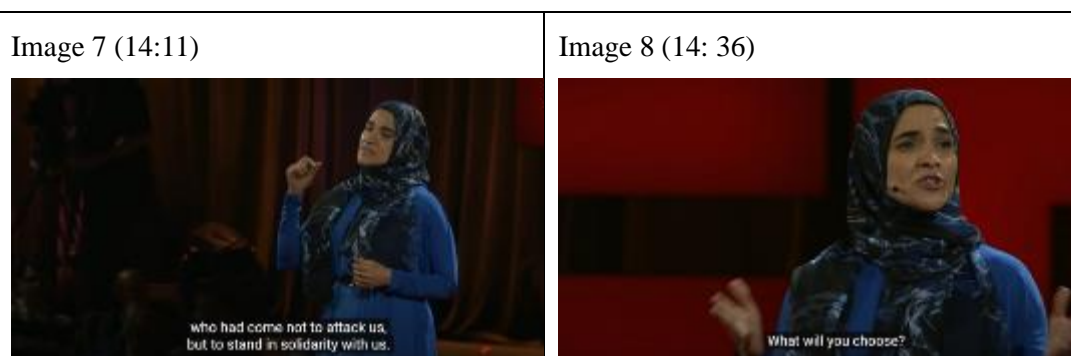 Image 7 (14:11)
Image 8 (14: 36)
who had come not to attack us,
but to stand in solidarity with us.
What will you choose?